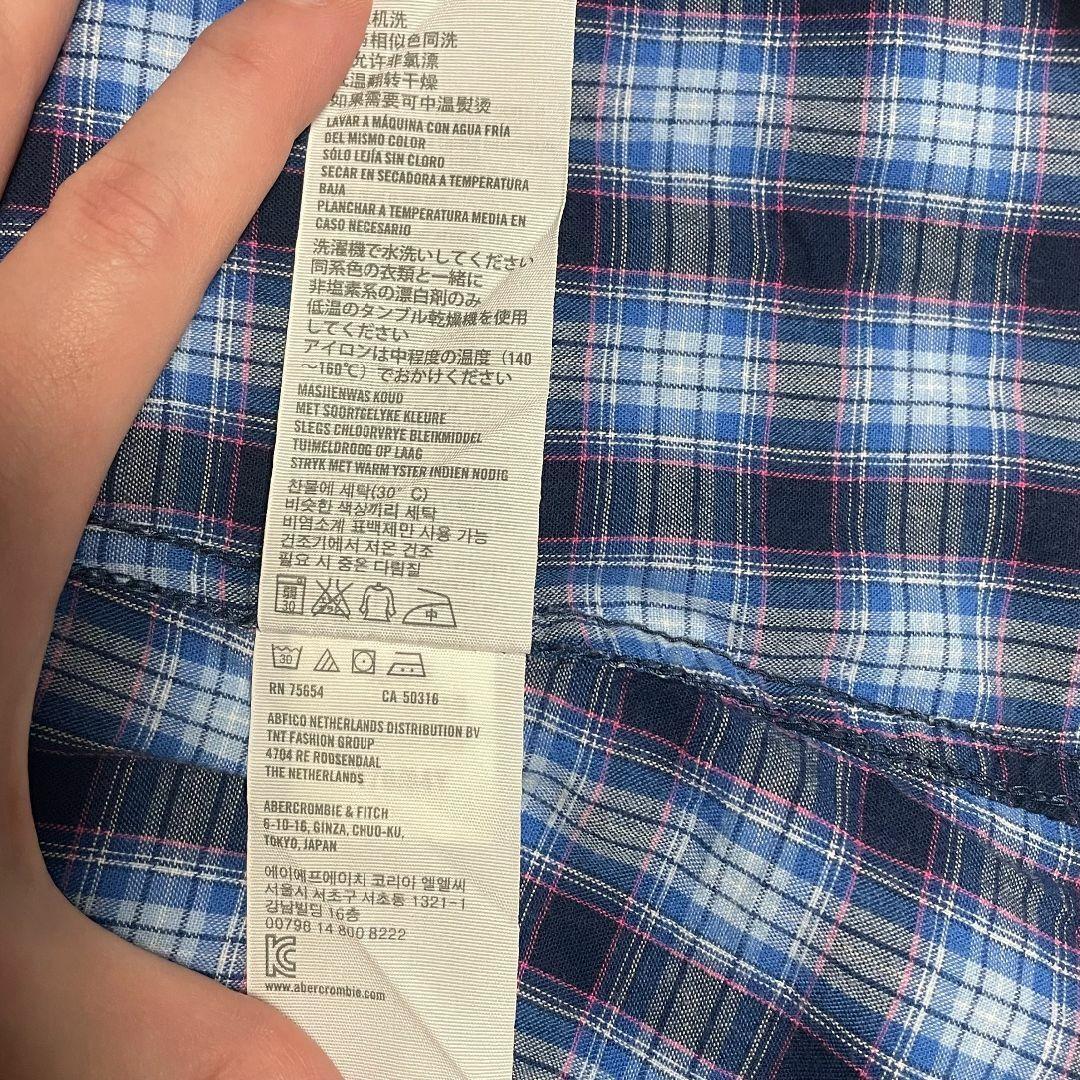 机洗
相似色同洗
允许非氧漂
温翻转干燥
如果需要可中温熨烫
LAVAR A MÁQUINA CON AGUA FRÍA
DEL MISMO COLOR
SÓLO LEJÍA SIN CLORO
SECAR EN SECADORA A TEMPERATURA
BAJA
PLANCHAR A TEMPERATURA MEDIA EN
CASO NECESARIO
洗濯機で水洗いしてください
同系色の衣類と一緒に
非塩素系の漂白剤のみ
低温のタンブル乾燥機を使用
してください
アイロンは中程度の温度（140
～160℃）でおかけください
MASJIENWAS KOUD
MET SOORTGELYKE KLEURE
SLEGS CHLOORVRYE BLEIKMIDDEL
TUIMELDROOG OP LAAG
STRYK MET WARM YSTER INDIEN NODIG
찬물에 세탁(30° C)
비슷한 색상끼리 세탁
비염소계 표백제만 사용 가능
건조기에서 저온 건조
필요 시 중온 다림질
30 中
30
RN 75654 CA 50316
ABFICO NETHERLANDS DISTRIBUTION BV
TNT FASHION GROUP
4704 RE ROOSENDAAL
THE NETHERLANDS
ABERCROMBIE & FITCH
6-10-16, GINZA, CHUO-KU,
TOKYO, JAPAN
에이에프에이치 코리아 엘엘씨
서울시 서초구 서초동 1321-1
강남빌딩 16층
00798 14 800 8222
www.abercrombie.com